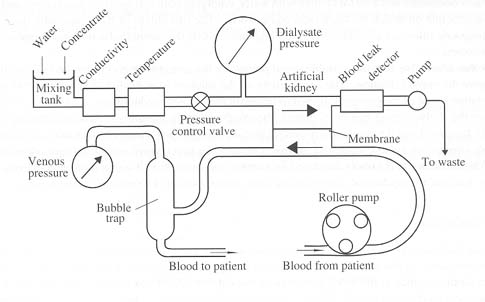 Water
Concentrate
Conductivity
Temperature
Dialysate
pressure
Blood leak
detector
Pump
Mixing
tank
Artificial
kidney
Pressure
control valve
Membrane
To waste
Venous
pressure
Bubble
trap
Roller pump
Blood to patient
Blood from patient